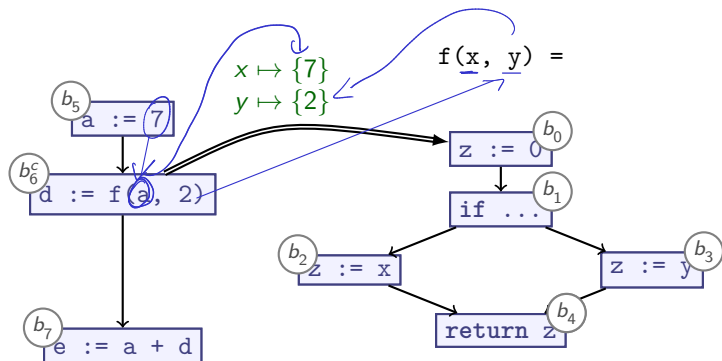 x ↦ {7}
y ↦ {2}
f(x, y) =
b₅
a := 7
b₆ᶜ
d := f(a, 2)
b₇
e := a + d
b₀
z := 0
b₁
if ...
b₂
z := x
b₃
z := y
b₄
return z